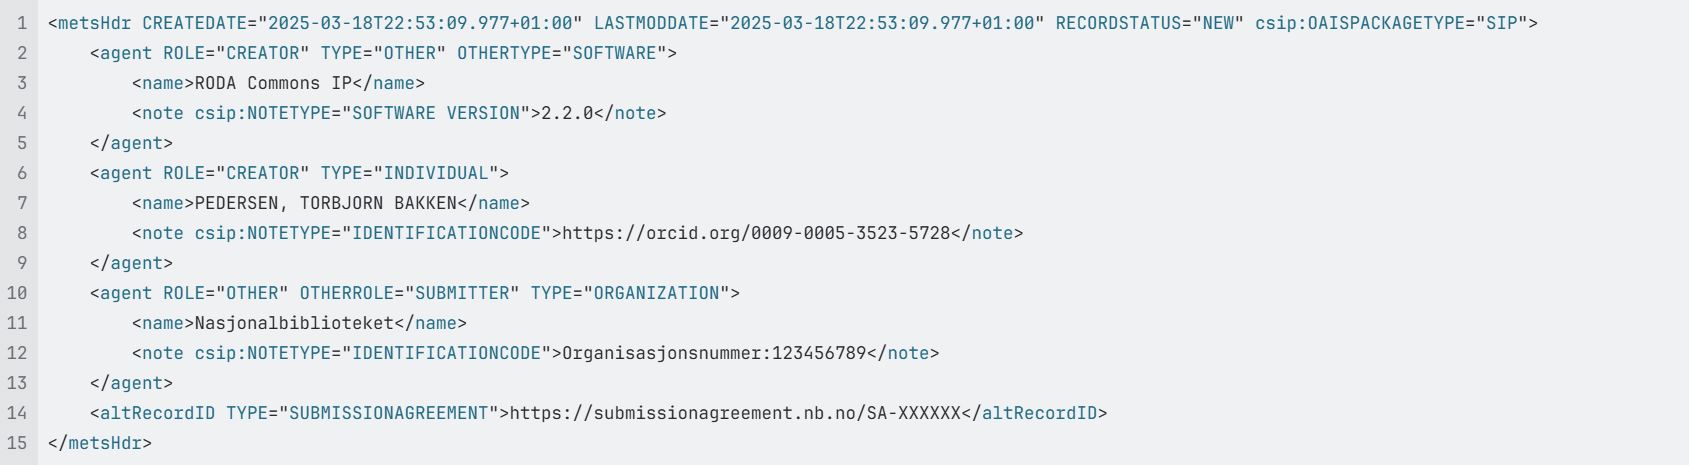 1 <metsHdr CREATEDATE="2025-03-18T22:53:09.977+01:00" LASTMODDATE="2025-03-18T22:53:09.977+01:00" RECORDSTATUS="NEW" csip:OAISPACKAGETYPE="SIP">
2     <agent ROLE="CREATOR" TYPE="OTHER" OTHERTYPE="SOFTWARE">
3         <name>RODA Commons IP</name>
4         <note csip:NOTETYPE="SOFTWARE VERSION">2.2.0</note>
5     </agent>
6     <agent ROLE="CREATOR" TYPE="INDIVIDUAL">
7         <name>PEDERSEN, TORBJORN BAKKEN</name>
8         <note csip:NOTETYPE="IDENTIFICATIONCODE">https://orcid.org/0009-0005-3523-5728</note>
9     </agent>
10     <agent ROLE="OTHER" OTHERROLE="SUBMITTER" TYPE="ORGANIZATION">
11         <name>Nasjonalbiblioteket</name>
12         <note csip:NOTETYPE="IDENTIFICATIONCODE">Organisasjonsnummer:123456789</note>
13     </agent>
14     <altRecordID TYPE="SUBMISSIONAGREEMENT">https://submissionagreement.nb.no/SA-XXXXXX</altRecordID>
15 </metsHdr>